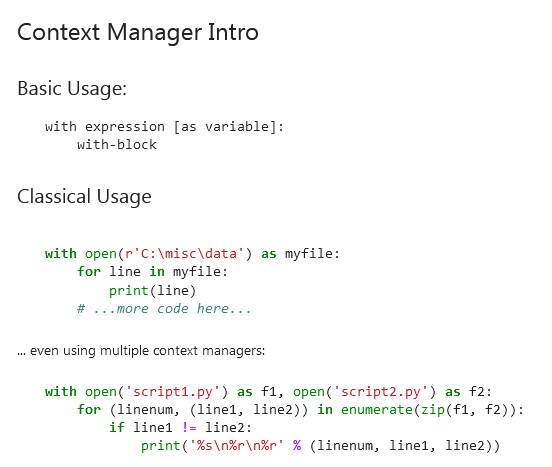 Context Manager Intro
Basic Usage:
with expression [as variable]:
    with-block
Classical Usage
with open(r'C:\misc\data') as myfile:
    for line in myfile:
        print(line)
    # ...more code here...
... even using multiple context managers:
with open('script1.py') as f1, open('script2.py') as f2:
    for (linenum, (line1, line2)) in enumerate(zip(f1, f2)):
        if line1 != line2:
            print('%s\n%r\n%r' % (linenum, line1, line2))